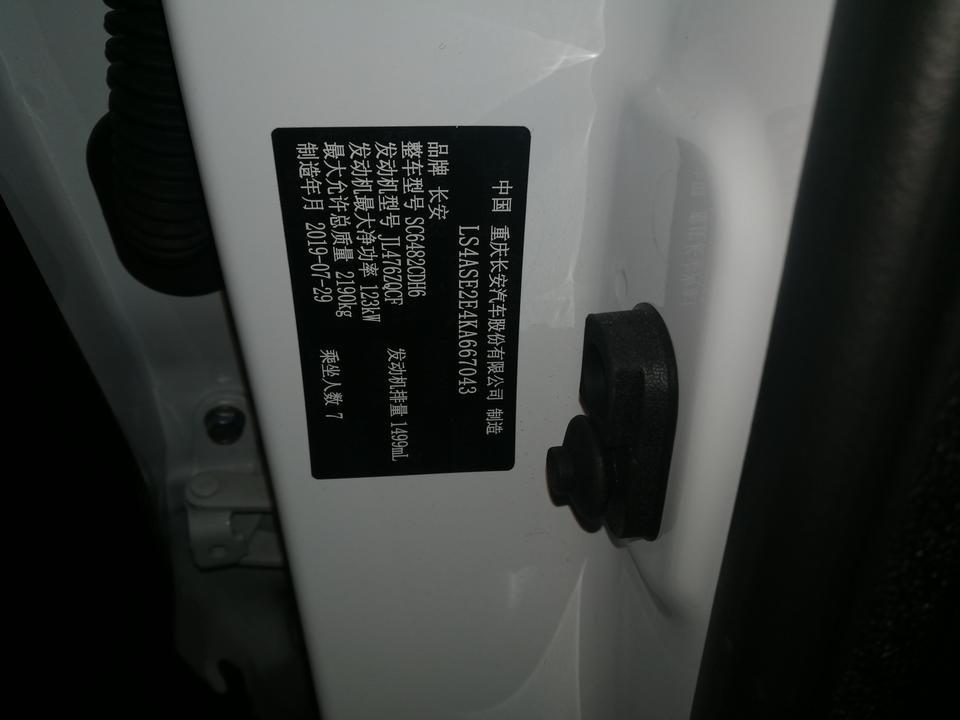 中国 重庆长安汽车股份有限公司 制造
LS4ASE2E4KA667043
品牌 长安
整车型号 SC6482CDH6
发动机型号 JL476ZQCF 发动机排量 1499mL
发动机最大净功率 123kW
最大允许总质量 2190kg 乘坐人数 7
制造年月 2019-07-29